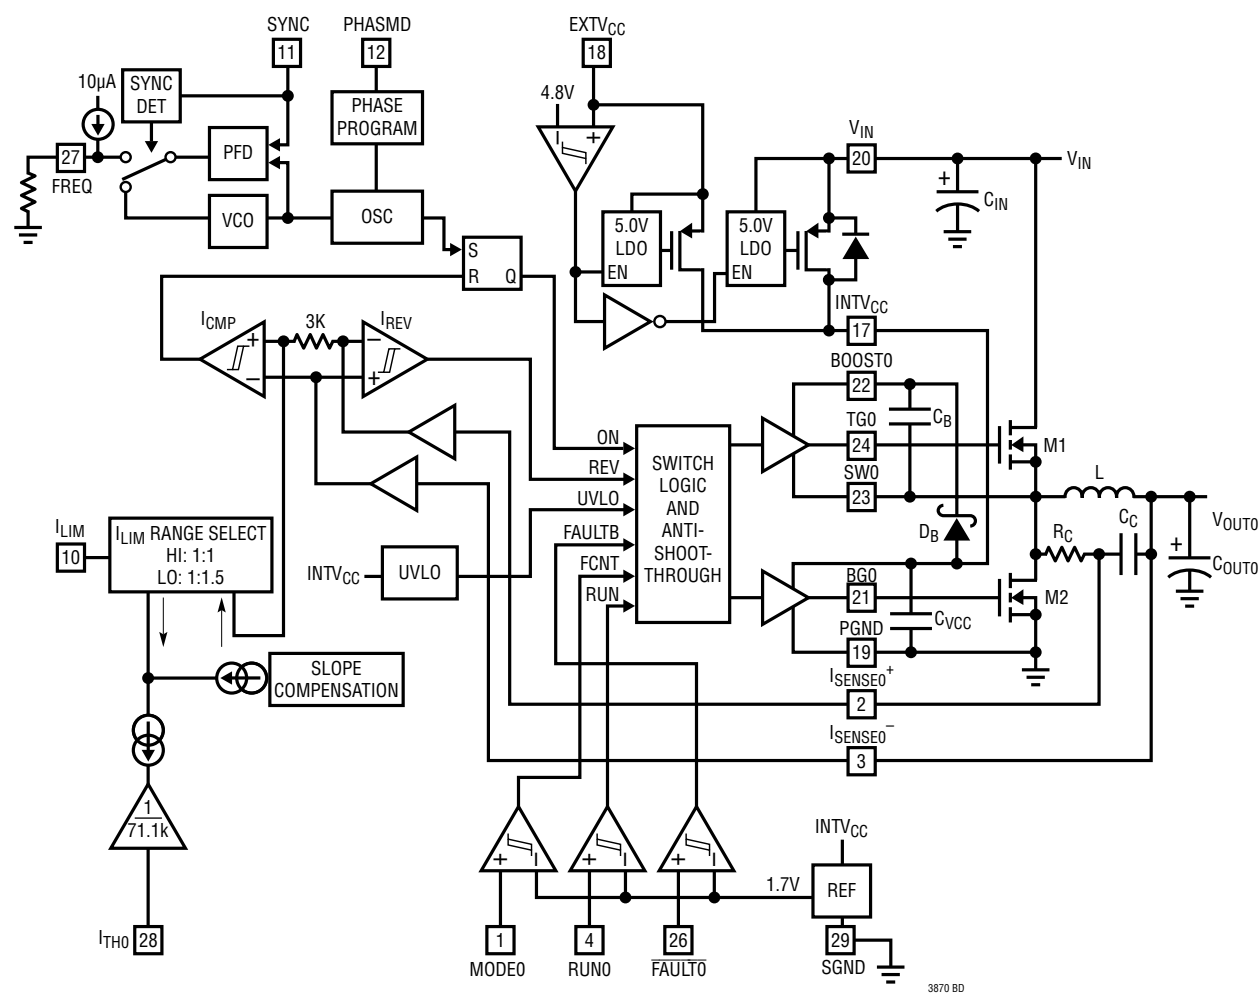 SYNC
11
PHASMD
12
EXTVCC
18
10µA
SYNC
DET
PHASE
PROGRAM
4.8V
–
+
VIN
20
VIN
27
FREQ
PFD
VCO
OSC
+
CIN
5.0V
LDO
EN
5.0V
LDO
EN
S
R
Q
INTVCC
17
ICMP
3K
IREV
+
–
–
+
BOOST0
22
CB
TG0
24
M1
SW0
23
L
ON
REV
UVLO
FAULTB
FCNT
RUN
SWITCH
LOGIC
AND
ANTI-
SHOOT-
THROUGH
DB
RC
CC
VOUT0
+
COUT0
ILIM
10
ILIM RANGE SELECT
HI: 1:1
LO: 1:1.5
INTVCC
UVLO
BG0
21
M2
CVCC
PGND
19
SLOPE
COMPENSATION
ISENSE0+
2
ISENSE0–
3
1
71.1k
+
–
+
–
+
–
INTVCC
1.7V
REF
ITH0
28
1
MODE0
4
RUN0
26
FAULT0
29
SGND
3870 BD